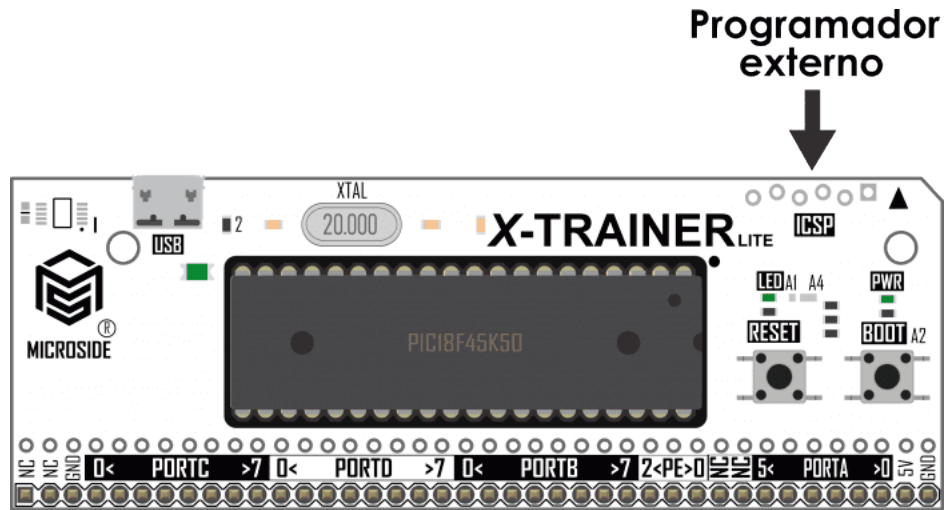 Programador
externo
XTAL
20.000
ICSP
USB
2
X-TRAINER LITE
MICROSIDE ®
LED A1 A4 PWR
RESET BOOT A2
PIC18F45K50
NC NC GND 0< PORTC >7 0< PORTD >7 0< PORTB >7 2<PE>0 NC NC 5< PORTA >0 5V GND